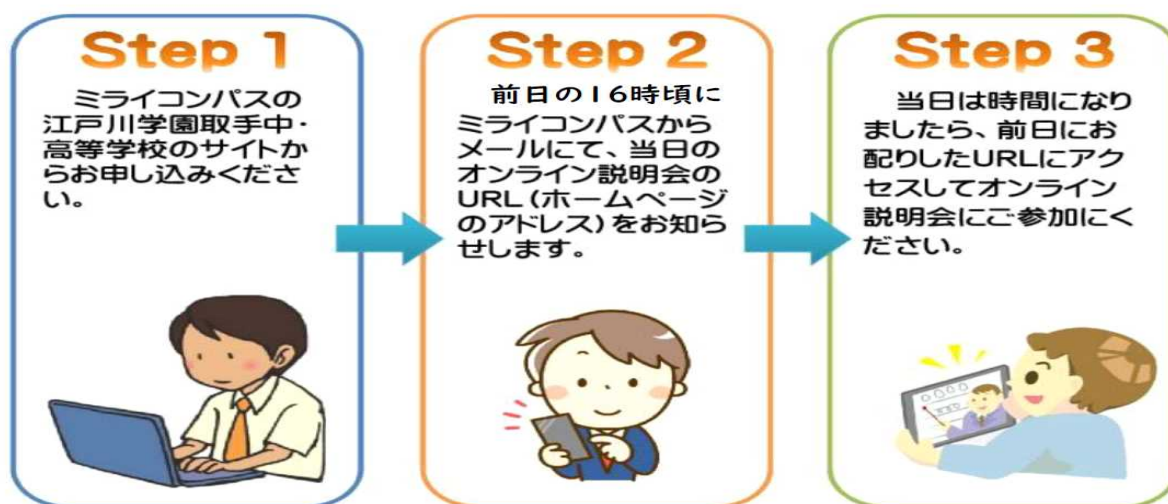 Step 1
ミライコンパスの
江戸川学園取手中・
高等学校のサイトか
らお申し込みくださ
い。
Step 2
前日の16時頃に
ミライコンパスから
メールにて、当日の
オンライン説明会の
URL(ホームページ
のアドレス)をお知ら
せします。
Step 3
当日は時間になり
ましたら、前日にお
配りしたURLにアク
セスしてオンライン
説明会にご参加にく
ださい。